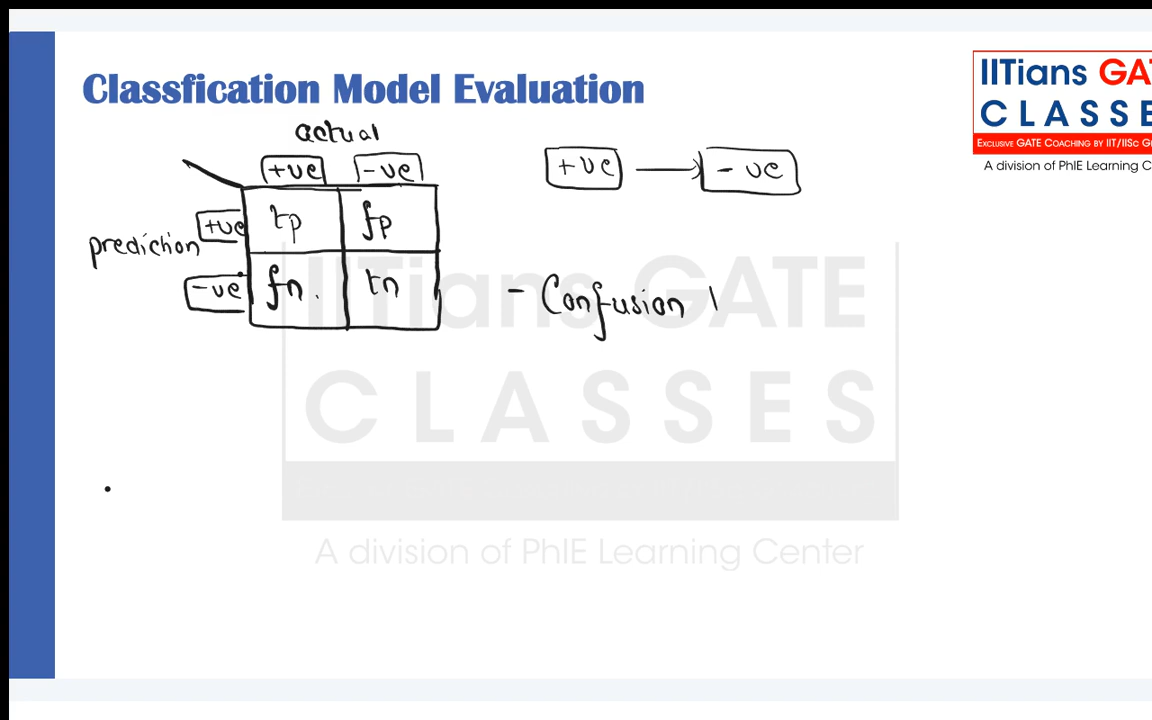 Classfication Model Evaluation
IITians GAT
CLASSE
EXCLUSIVE GATE COACHING BY IIT/IISc G
A division of PhIE Learning C
actual
+ve -ve
+ve → -ve
prediction
+ve tp fp
-ve fn tn
- Confusion
IITians GATE
CLASSES
A division of PhIE Learning Center